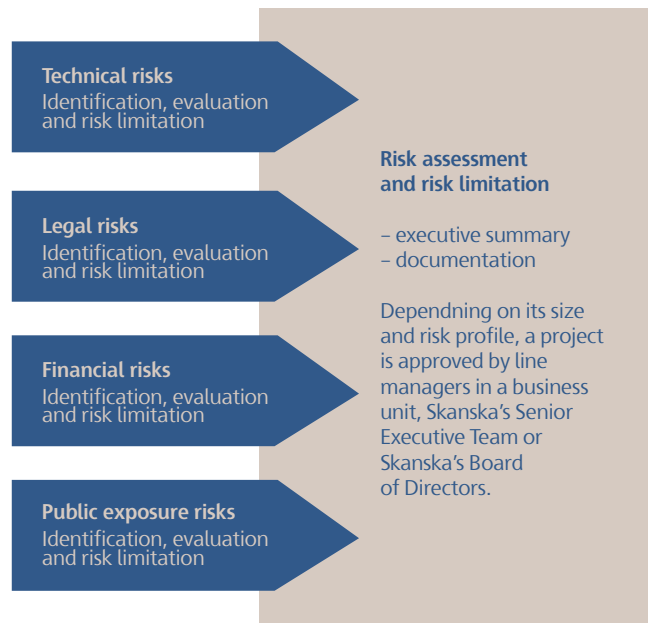 Technical risks
Identification, evaluation
and risk limitation
Legal risks
Identification, evaluation
and risk limitation
Financial risks
Identification, evaluation
and risk limitation
Public exposure risks
Identification, evaluation
and risk limitation
Risk assessment
and risk limitation
– executive summary
– documentation
Dependning on its size
and risk profile, a project
is approved by line
managers in a business
unit, Skanska’s Senior
Executive Team or
Skanska’s Board
of Directors.